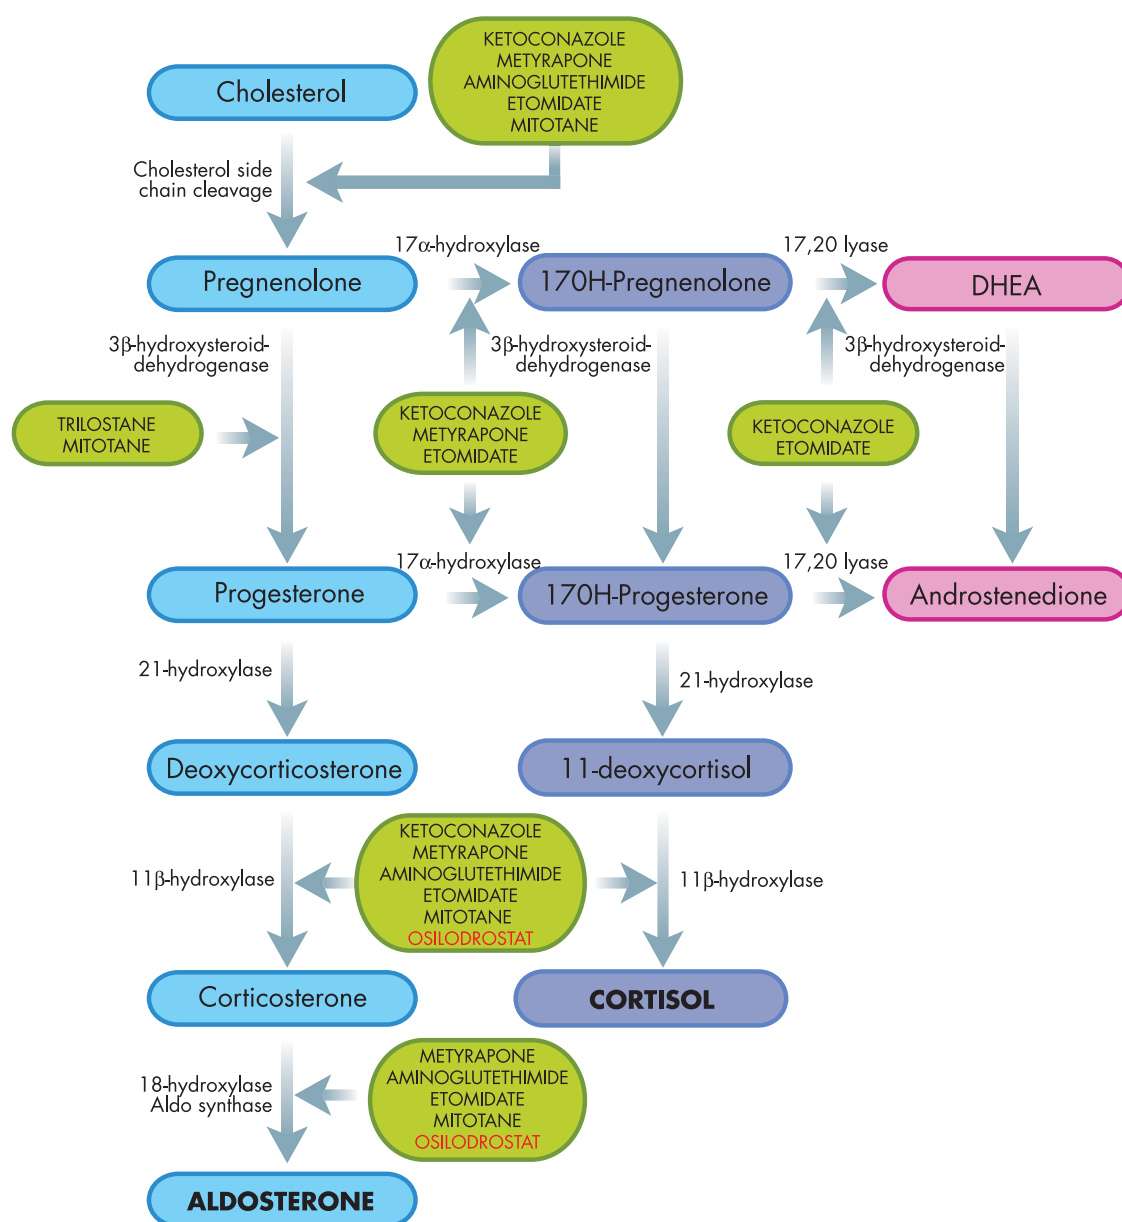 KETOCONAZOLE
METYRAPONE
AMINOGLUTETHIMIDE
ETOMIDATE
MITOTANE
Cholesterol
Cholesterol side
chain cleavage
17α-hydroxylase
17,20 lyase
Pregnenolone
170H-Pregnenolone
DHEA
3β-hydroxysteroid-
dehydrogenase
3β-hydroxysteroid-
dehydrogenase
3β-hydroxysteroid-
dehydrogenase
TRILOSTANE
MITOTANE
KETOCONAZOLE
METYRAPONE
ETOMIDATE
KETOCONAZOLE
ETOMIDATE
17α-hydroxylase
17,20 lyase
Progesterone
170H-Progesterone
Androstenedione
21-hydroxylase
21-hydroxylase
Deoxycorticosterone
11-deoxycortisol
KETOCONAZOLE
METYRAPONE
AMINOGLUTETHIMIDE
ETOMIDATE
MITOTANE
OSILODROSTAT
11β-hydroxylase
11β-hydroxylase
Corticosterone
CORTISOL
METYRAPONE
AMINOGLUTETHIMIDE
ETOMIDATE
MITOTANE
OSILODROSTAT
18-hydroxylase
Aldo synthase
ALDOSTERONE